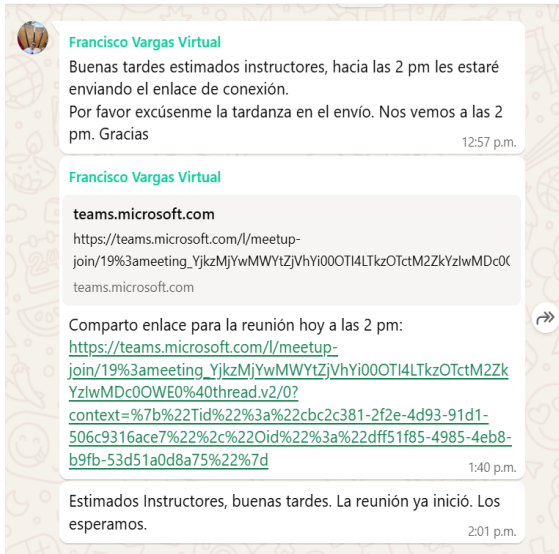 Francisco Vargas Virtual
Buenas tardes estimados instructores, hacia las 2 pm les estaré
enviando el enlace de conexión.
Por favor excúsenme la tardanza en el envío. Nos vemos a las 2
pm. Gracias
12:57 p.m.
Francisco Vargas Virtual
teams.microsoft.com
https://teams.microsoft.com/l/meetup-
join/19%3ameeting_YjkzMjYwMWYtZjVhYi00OTI4LTkzOTctM2ZkYzIwMDc0(
teams.microsoft.com
Comparto enlace para la reunión hoy a las 2 pm:
https://teams.microsoft.com/l/meetup-
join/19%3ameeting_YjkzMjYwMWYtZjVhYi00OTI4LTkzOTctM2Zk
YzIwMDc0OWE0%40thread.v2/0?
context=%7b%22Tid%22%3a%22cbc2c381-2f2e-4d93-91d1-
506c9316ace7%22%2c%22Oid%22%3a%22dff51f85-4985-4eb8-
b9fb-53d51a0d8a75%22%7d
1:40 p.m.
Estimados Instructores, buenas tardes. La reunión ya inició. Los
esperamos.
2:01 p.m.